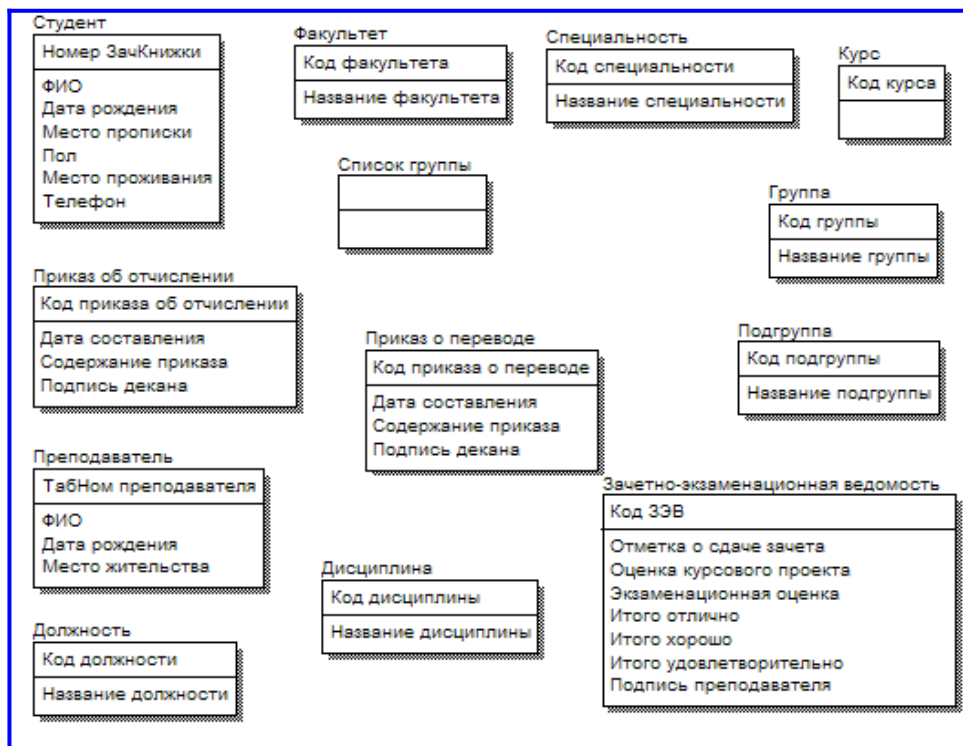 Студент
Номер ЗачКнижки
ФИО
Дата рождения
Место прописки
Пол
Место проживания
Телефон
Факультет
Код факультета
Название факультета
Специальность
Код специальности
Название специальности
Курс
Код курса
Список группы
Группа
Код группы
Название группы
Приказ об отчислении
Код приказа об отчислении
Дата составления
Содержание приказа
Подпись декана
Приказ о переводе
Код приказа о переводе
Дата составления
Содержание приказа
Подпись декана
Подгруппа
Код подгруппы
Название подгруппы
Преподаватель
ТабНом преподавателя
ФИО
Дата рождения
Место жительства
Дисциплина
Код дисциплины
Название дисциплины
Зачетно-экзаменационная ведомость
Код ЗЭВ
Отметка о сдаче зачета
Оценка курсового проекта
Экзаменационная оценка
Итого отлично
Итого хорошо
Итого удовлетворительно
Подпись преподавателя
Должность
Код должности
Название должности